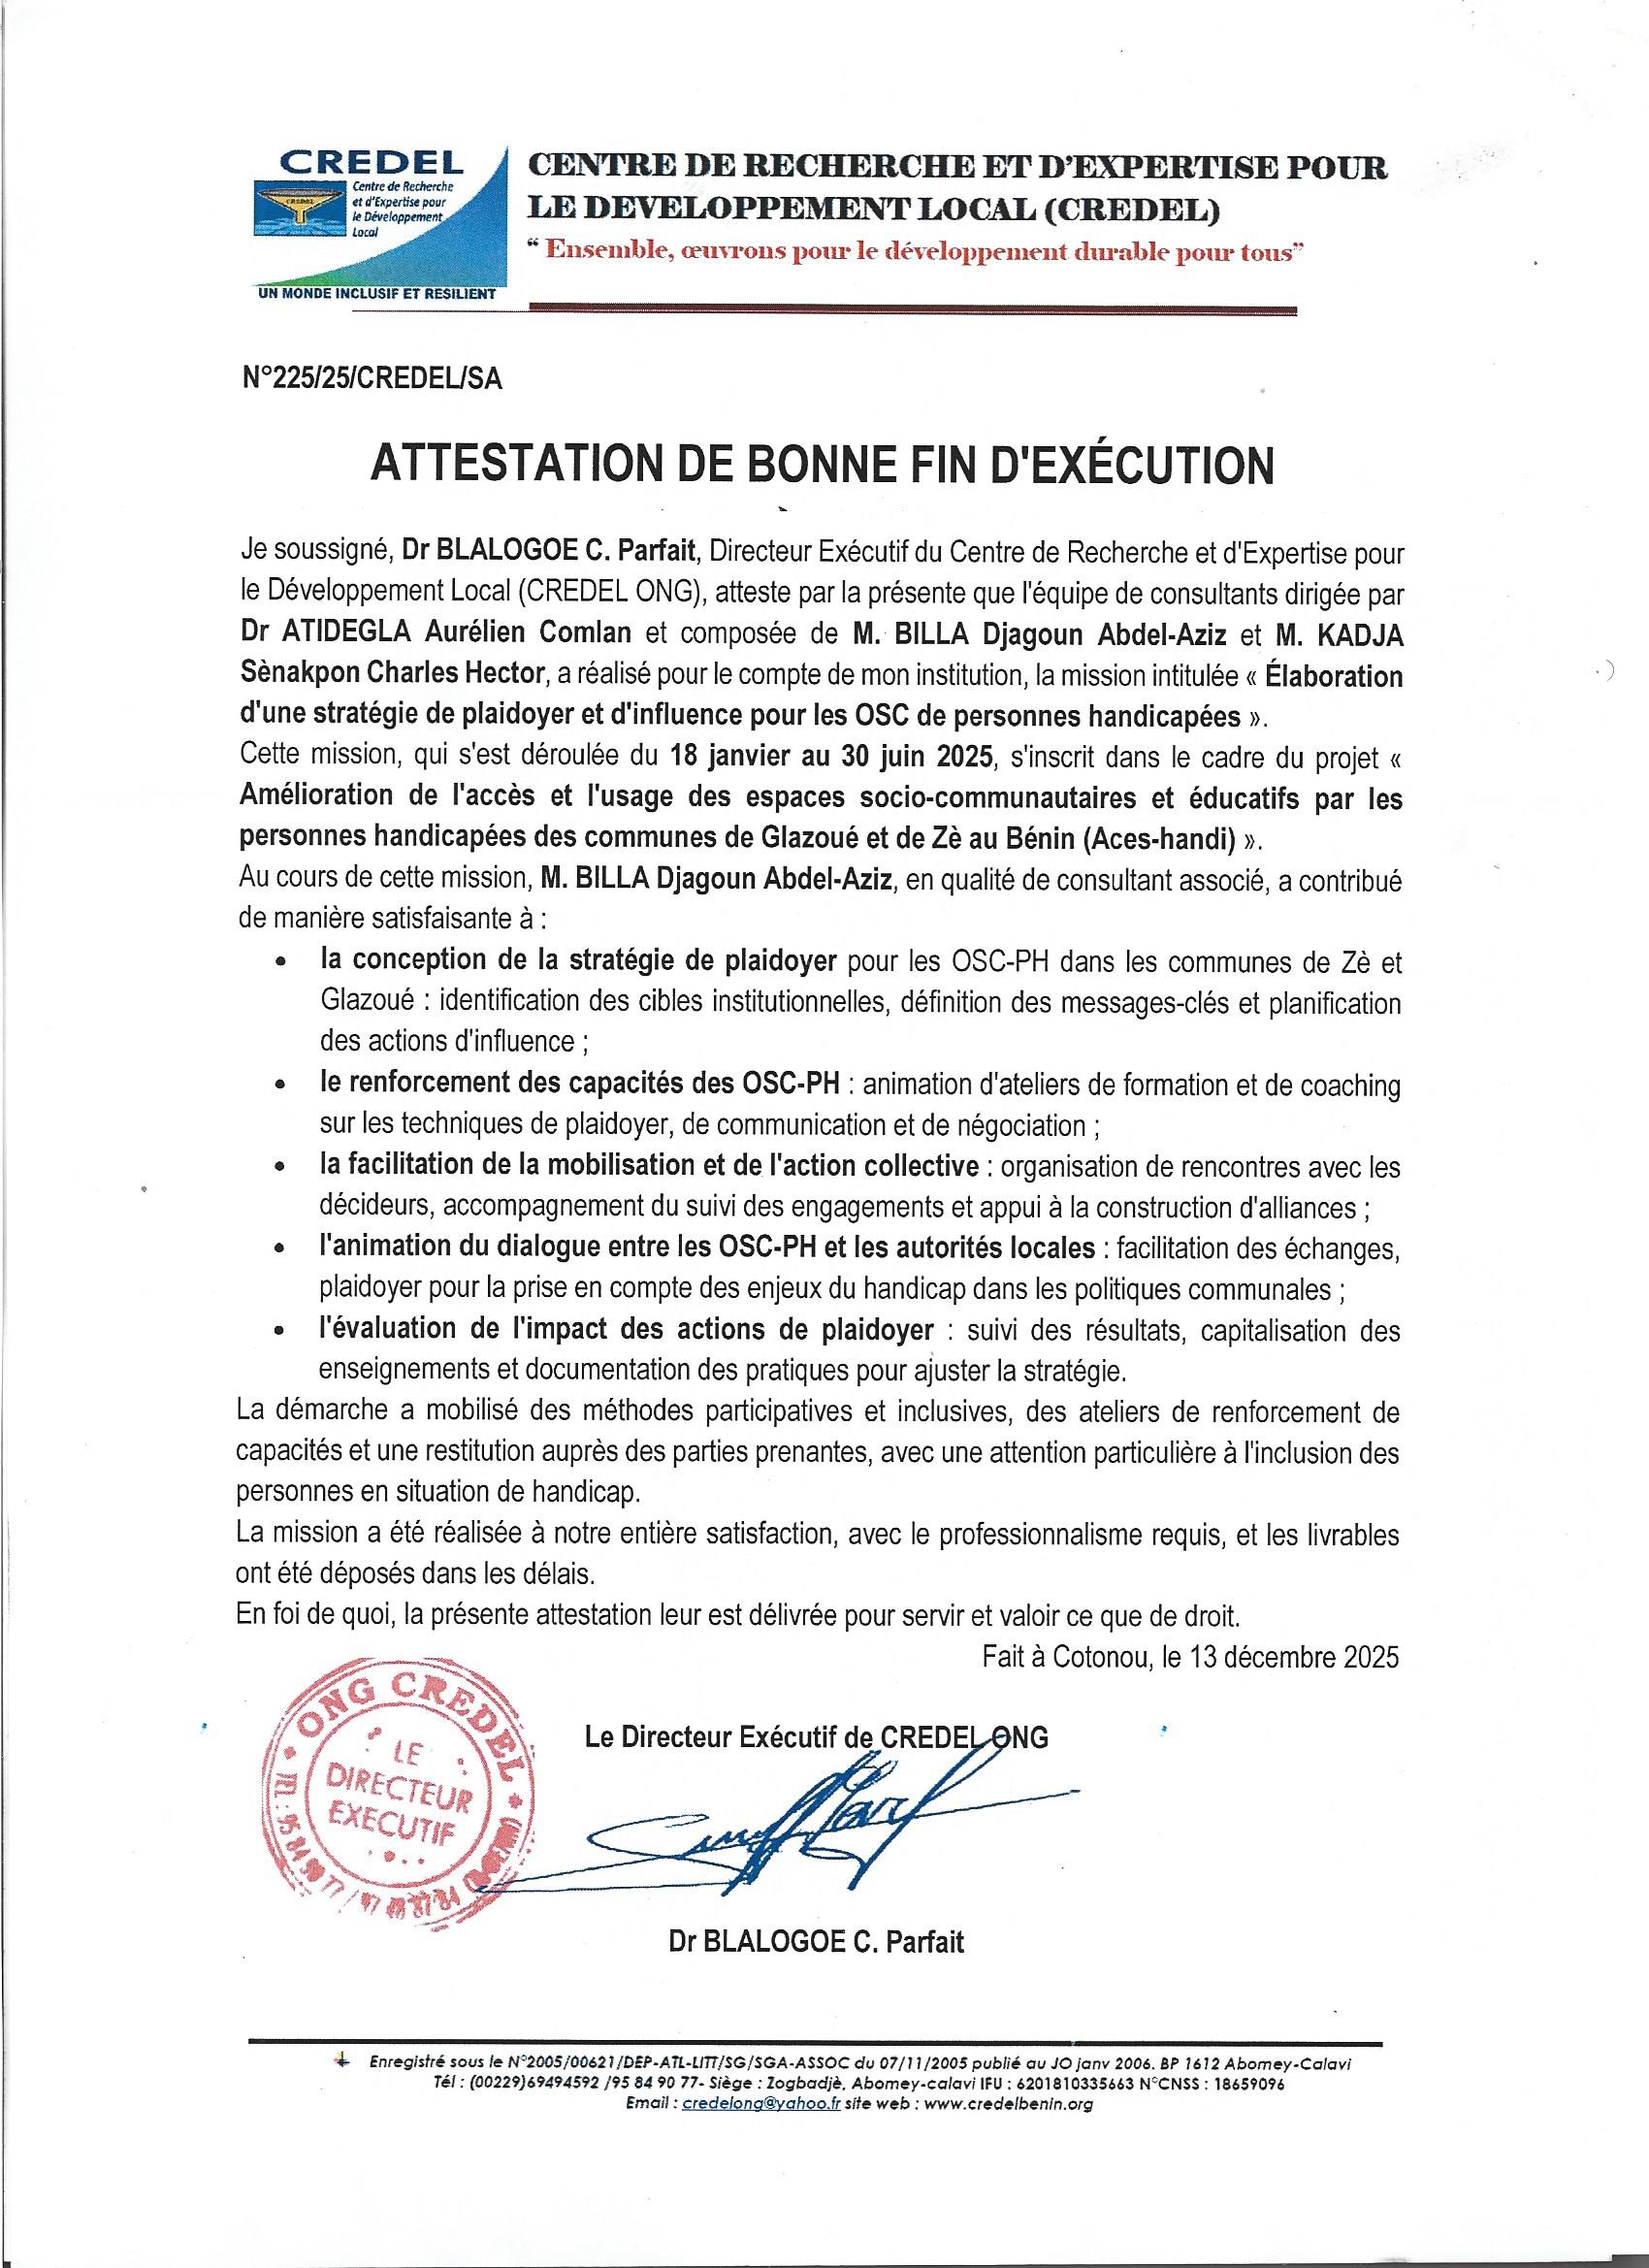 CREDEL
Centre de Recherche
et d'Expertise pour
le Développement
Local
CREDEL
UN MONDE INCLUSIF ET RESILIENT
CENTRE DE RECHERCHE ET D'EXPERTISE POUR
LE DEVELOPPEMENT LOCAL (CREDEL)
“ Ensemble, œuvrons pour le développement durable pour tous”
N°225/25/CREDEL/SA
ATTESTATION DE BONNE FIN D'EXÉCUTION
Je soussigné, Dr BLALOGOE C. Parfait, Directeur Exécutif du Centre de Recherche et d'Expertise pour
le Développement Local (CREDEL ONG), atteste par la présente que l'équipe de consultants dirigée par
Dr ATIDEGLA Aurélien Comlan et composée de M. BILLA Djagoun Abdel-Aziz et M. KADJA
Sènakpon Charles Hector, a réalisé pour le compte de mon institution, la mission intitulée « Élaboration
d'une stratégie de plaidoyer et d'influence pour les OSC de personnes handicapées ».
Cette mission, qui s'est déroulée du 18 janvier au 30 juin 2025, s'inscrit dans le cadre du projet «
Amélioration de l'accès et l'usage des espaces socio-communautaires et éducatifs par les
personnes handicapées des communes de Glazoué et de Zè au Bénin (Aces-handi) ».
Au cours de cette mission, M. BILLA Djagoun Abdel-Aziz, en qualité de consultant associé, a contribué
de manière satisfaisante à :
• la conception de la stratégie de plaidoyer pour les OSC-PH dans les communes de Zè et
Glazoué : identification des cibles institutionnelles, définition des messages-clés et planification
des actions d'influence ;
• le renforcement des capacités des OSC-PH : animation d'ateliers de formation et de coaching
sur les techniques de plaidoyer, de communication et de négociation ;
• la facilitation de la mobilisation et de l'action collective : organisation de rencontres avec les
décideurs, accompagnement du suivi des engagements et appui à la construction d'alliances ;
• l'animation du dialogue entre les OSC-PH et les autorités locales : facilitation des échanges,
plaidoyer pour la prise en compte des enjeux du handicap dans les politiques communales ;
• l'évaluation de l'impact des actions de plaidoyer : suivi des résultats, capitalisation des
enseignements et documentation des pratiques pour ajuster la stratégie.
La démarche a mobilisé des méthodes participatives et inclusives, des ateliers de renforcement de
capacités et une restitution auprès des parties prenantes, avec une attention particulière à l'inclusion des
personnes en situation de handicap.
La mission a été réalisée à notre entière satisfaction, avec le professionnalisme requis, et les livrables
ont été déposés dans les délais.
En foi de quoi, la présente attestation leur est délivrée pour servir et valoir ce que de droit.
Fait à Cotonou, le 13 décembre 2025
ONG CREDEL
LE
DIRECTEUR
EXECUTIF
TEL : 95 84 90 77 /
Le Directeur Exécutif de CREDEL ONG
Dr BLALOGOE C. Parfait
Enregistré sous le N°2005/00621/DEP-ATL-LITT/SG/SGA-ASSOC du 07/11/2005 publié au JO janv 2006. BP 1612 Abomey-Calavi
Tél : (00229)69494592 /95 84 90 77- Siège : Zogbadjè, Abomey-calavi IFU : 6201810335663 N°CNSS : 18659096
Email : credelong@yahoo.fr site web : www.credelbenin.org